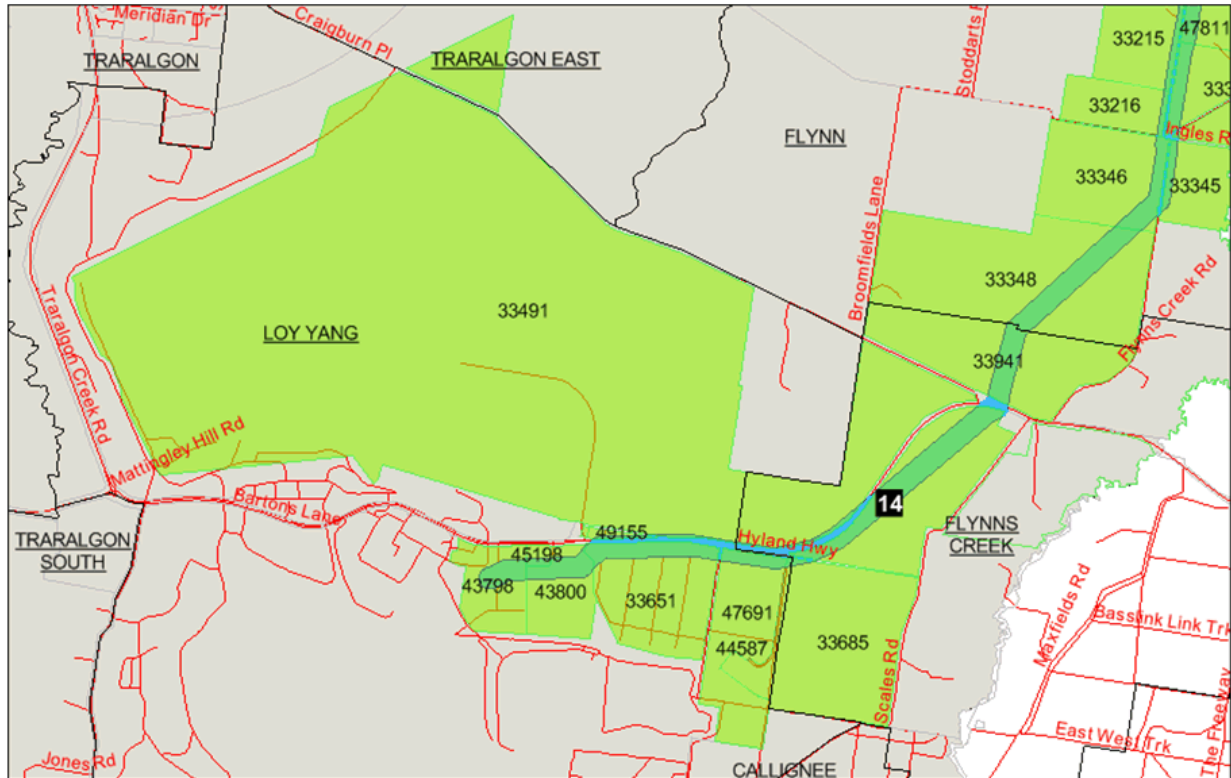 Meridian Dr
Craigburn Pl
TRARALGON
TRARALGON EAST
33215
47811
33216
Ingles R
FLYNN
33346
33345
Broomfields Lane
33348
33491
LOY YANG
33941
Flynns Creek Rd
Traralgon Creek Rd
Mattingley Hill Rd
Bartons Lane
14
49155
Hyland Hwy
45198
FLYNNS
CREEK
TRARALGON
SOUTH
43798
43800
33651
47691
44587
33685
Scales Rd
Maxfields Rd
Basslink Link Trk
East West Trk
The Freeway
Jones Rd
CALLIGNEE